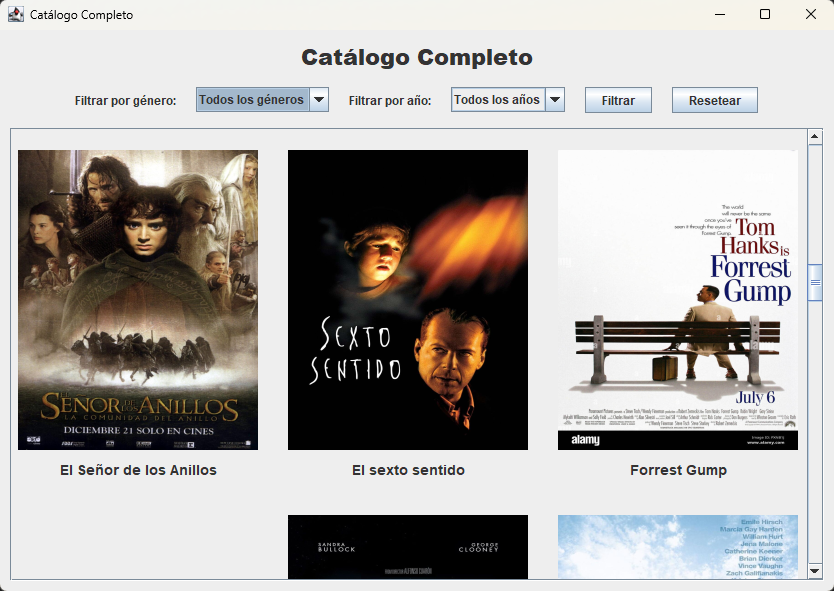 Catálogo Completo
Catálogo Completo
Filtrar por género: Todos los géneros Filtrar por año: Todos los años Filtrar Resetear
SEÑOR DE LOS ANILLOS
LA COMUNIDAD DEL ANILLO
DICIEMBRE 21 SOLO EN CINES
SEXTO
SENTIDO
The world
will never be the same
once you've
seen it through the eyes of
Forrest Gump.
Tom
Hanks is
Forrest
Gump
July 6
alamy
www.alamy.com
El Señor de los Anillos
El sexto sentido
Forrest Gump
SANDRA
BULLOCK
GEORGE
CLOONEY
Emile Hirsch
Marcia Gay Harden
William Hurt
Jena Malone
Catherine Keener
Brian Dierker
Vince Vaughn
Zach Galifianakis